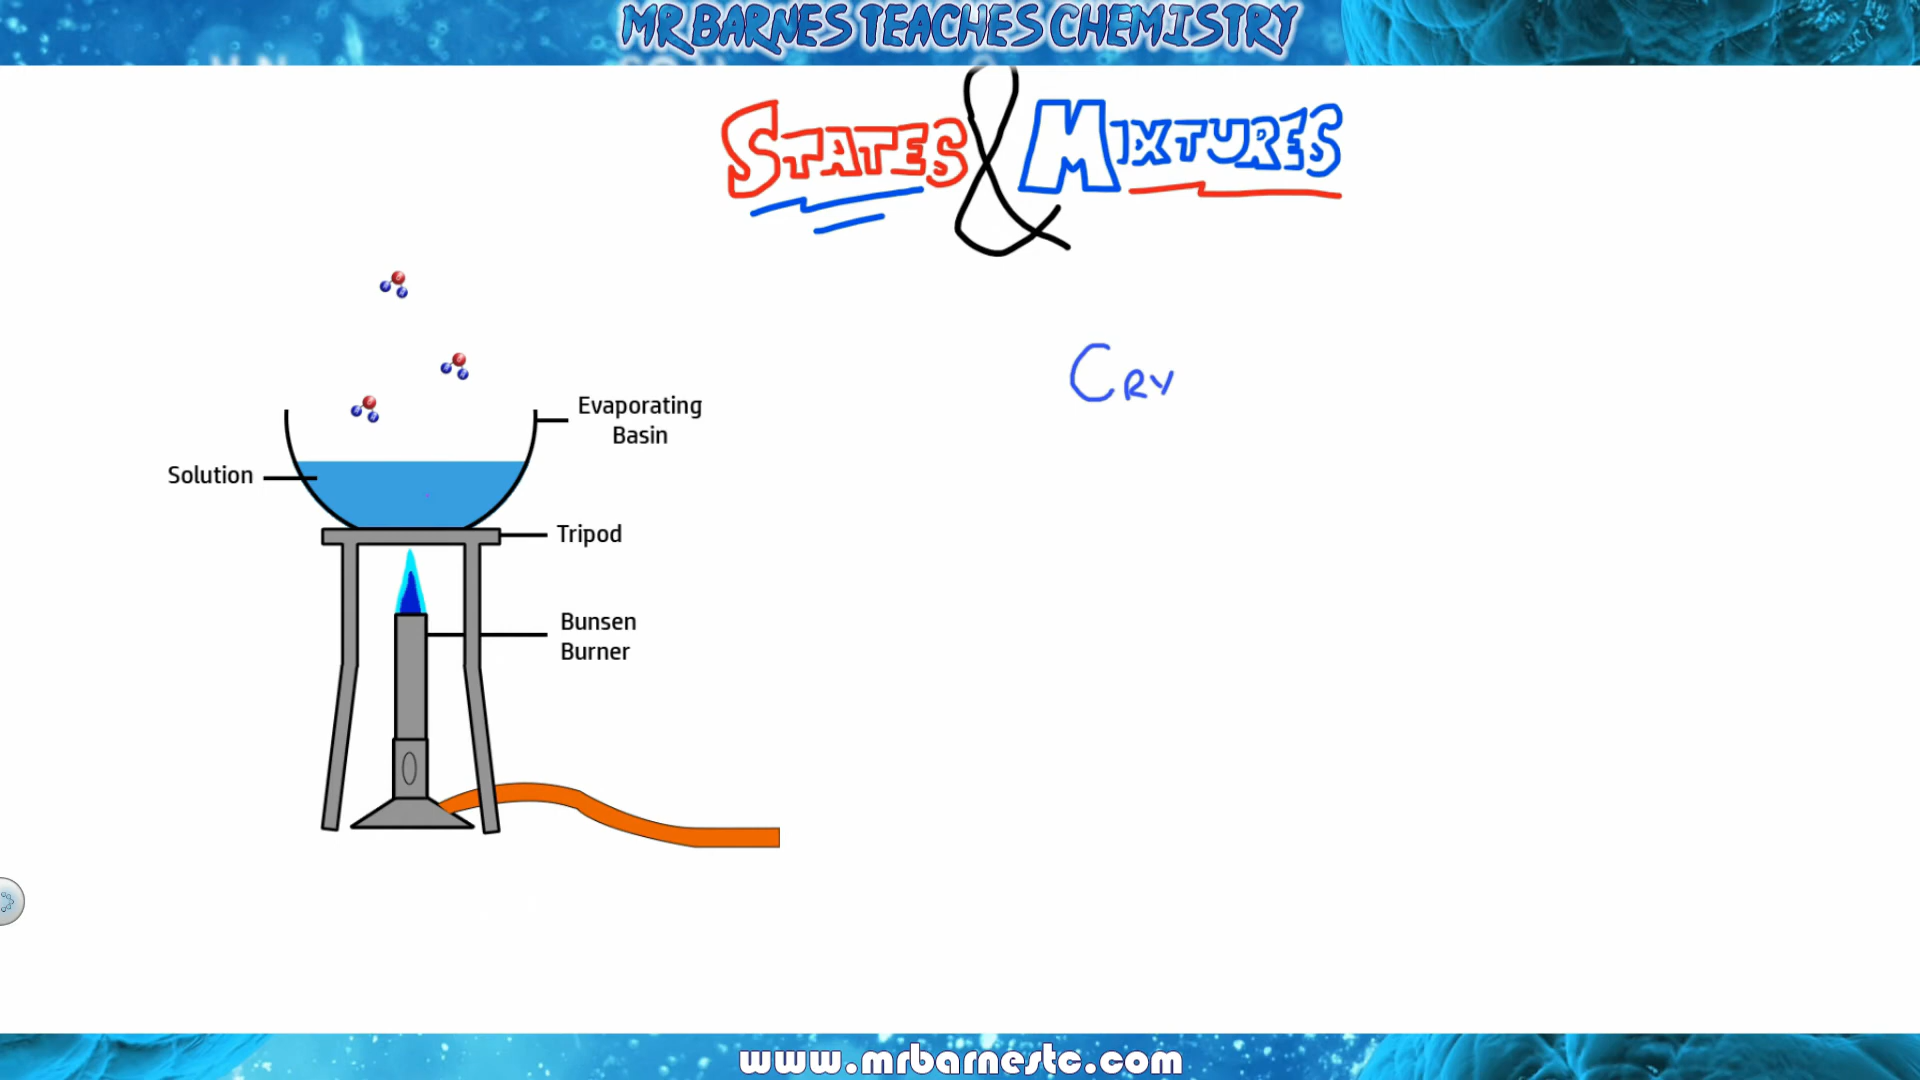 MR BARNES TEACHES CHEMISTRY
STATES & MIXTURES
CRY
Evaporating
Basin
Solution
Tripod
Bunsen
Burner
www.mrbarnestc.com